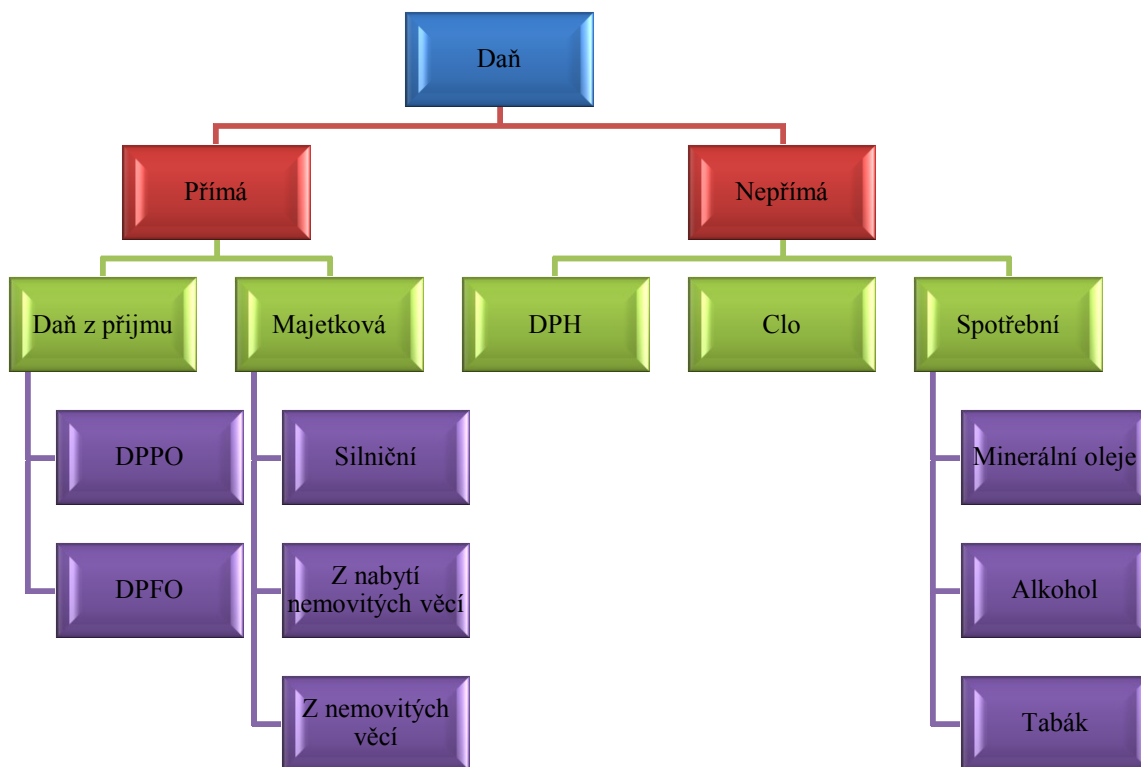 Daň
Přímá
Nepřímá
Daň z přijmu
Majetková
DPH
Clo
Spotřební
DPPO
Silniční
Minerální oleje
DPFO
Z nabytí
nemovitých věcí
Alkohol
Z nemovitých
věcí
Tabák